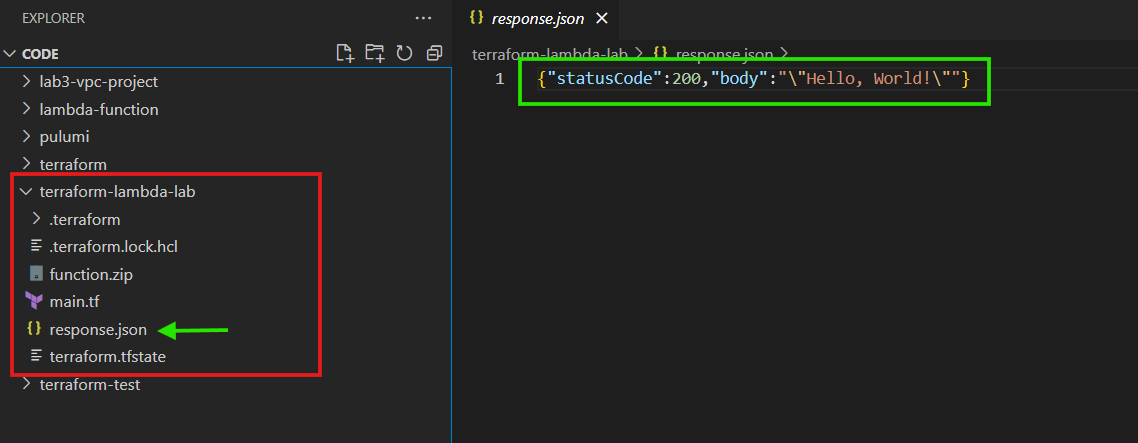 EXPLORER
CODE
lab3-vpc-project
lambda-function
pulumi
terraform
terraform-lambda-lab
.terraform
.terraform.lock.hcl
function.zip
main.tf
{} response.json
terraform.tfstate
terraform-test
{} response.json
terraform-lambda-lab > {} response.json >
1 {"statusCode":200,"body":"\"Hello, World!\""}